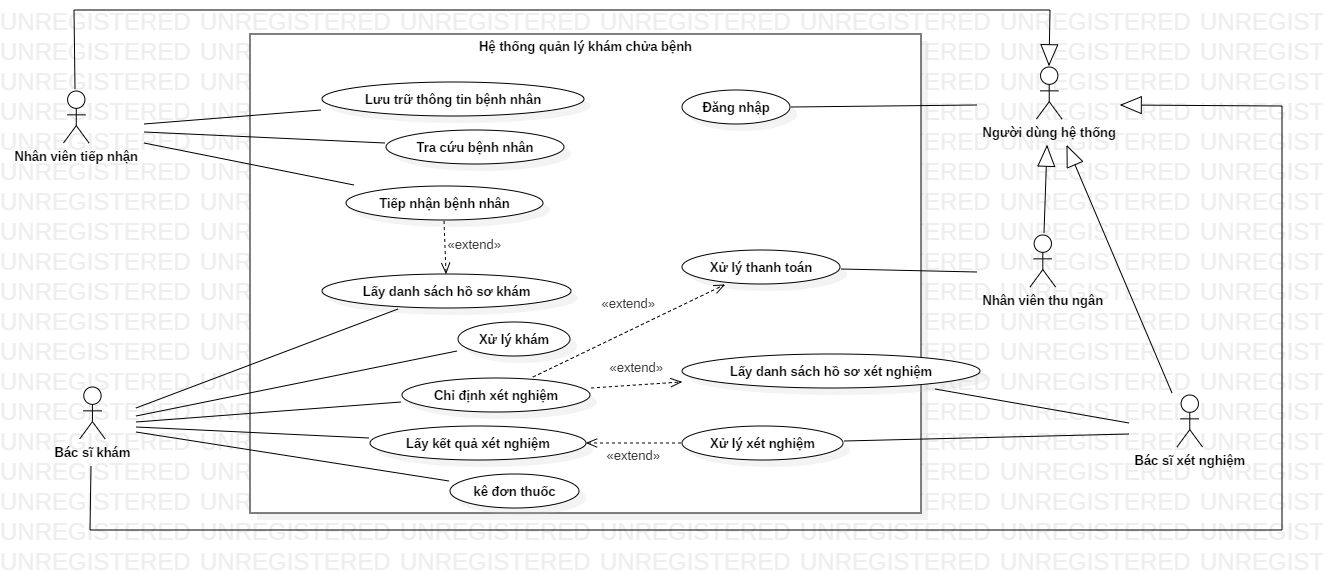 Hệ thống quản lý khám chửa bệnh
Lưu trữ thông tin bệnh nhân
Đăng nhập
Người dùng hệ thống
Tra cứu bệnh nhân
Nhân viên tiếp nhận
Tiếp nhận bệnh nhân
«extend»
Xử lý thanh toán
Lấy danh sách hồ sơ khám
«extend»
Nhân viên thu ngân
Xử lý khám
«extend»
Lấy danh sách hồ sơ xét nghiệm
Chỉ định xét nghiệm
Lấy kết quả xét nghiệm
Xử lý xét nghiệm
Bác sĩ khám
«extend»
Bác sĩ xét nghiệm
kê đơn thuốc
UNREGISTERED UNREGISTERED UNREGISTERED UNREGISTERED UNREGISTERED UNREGISTERED UNREGIST